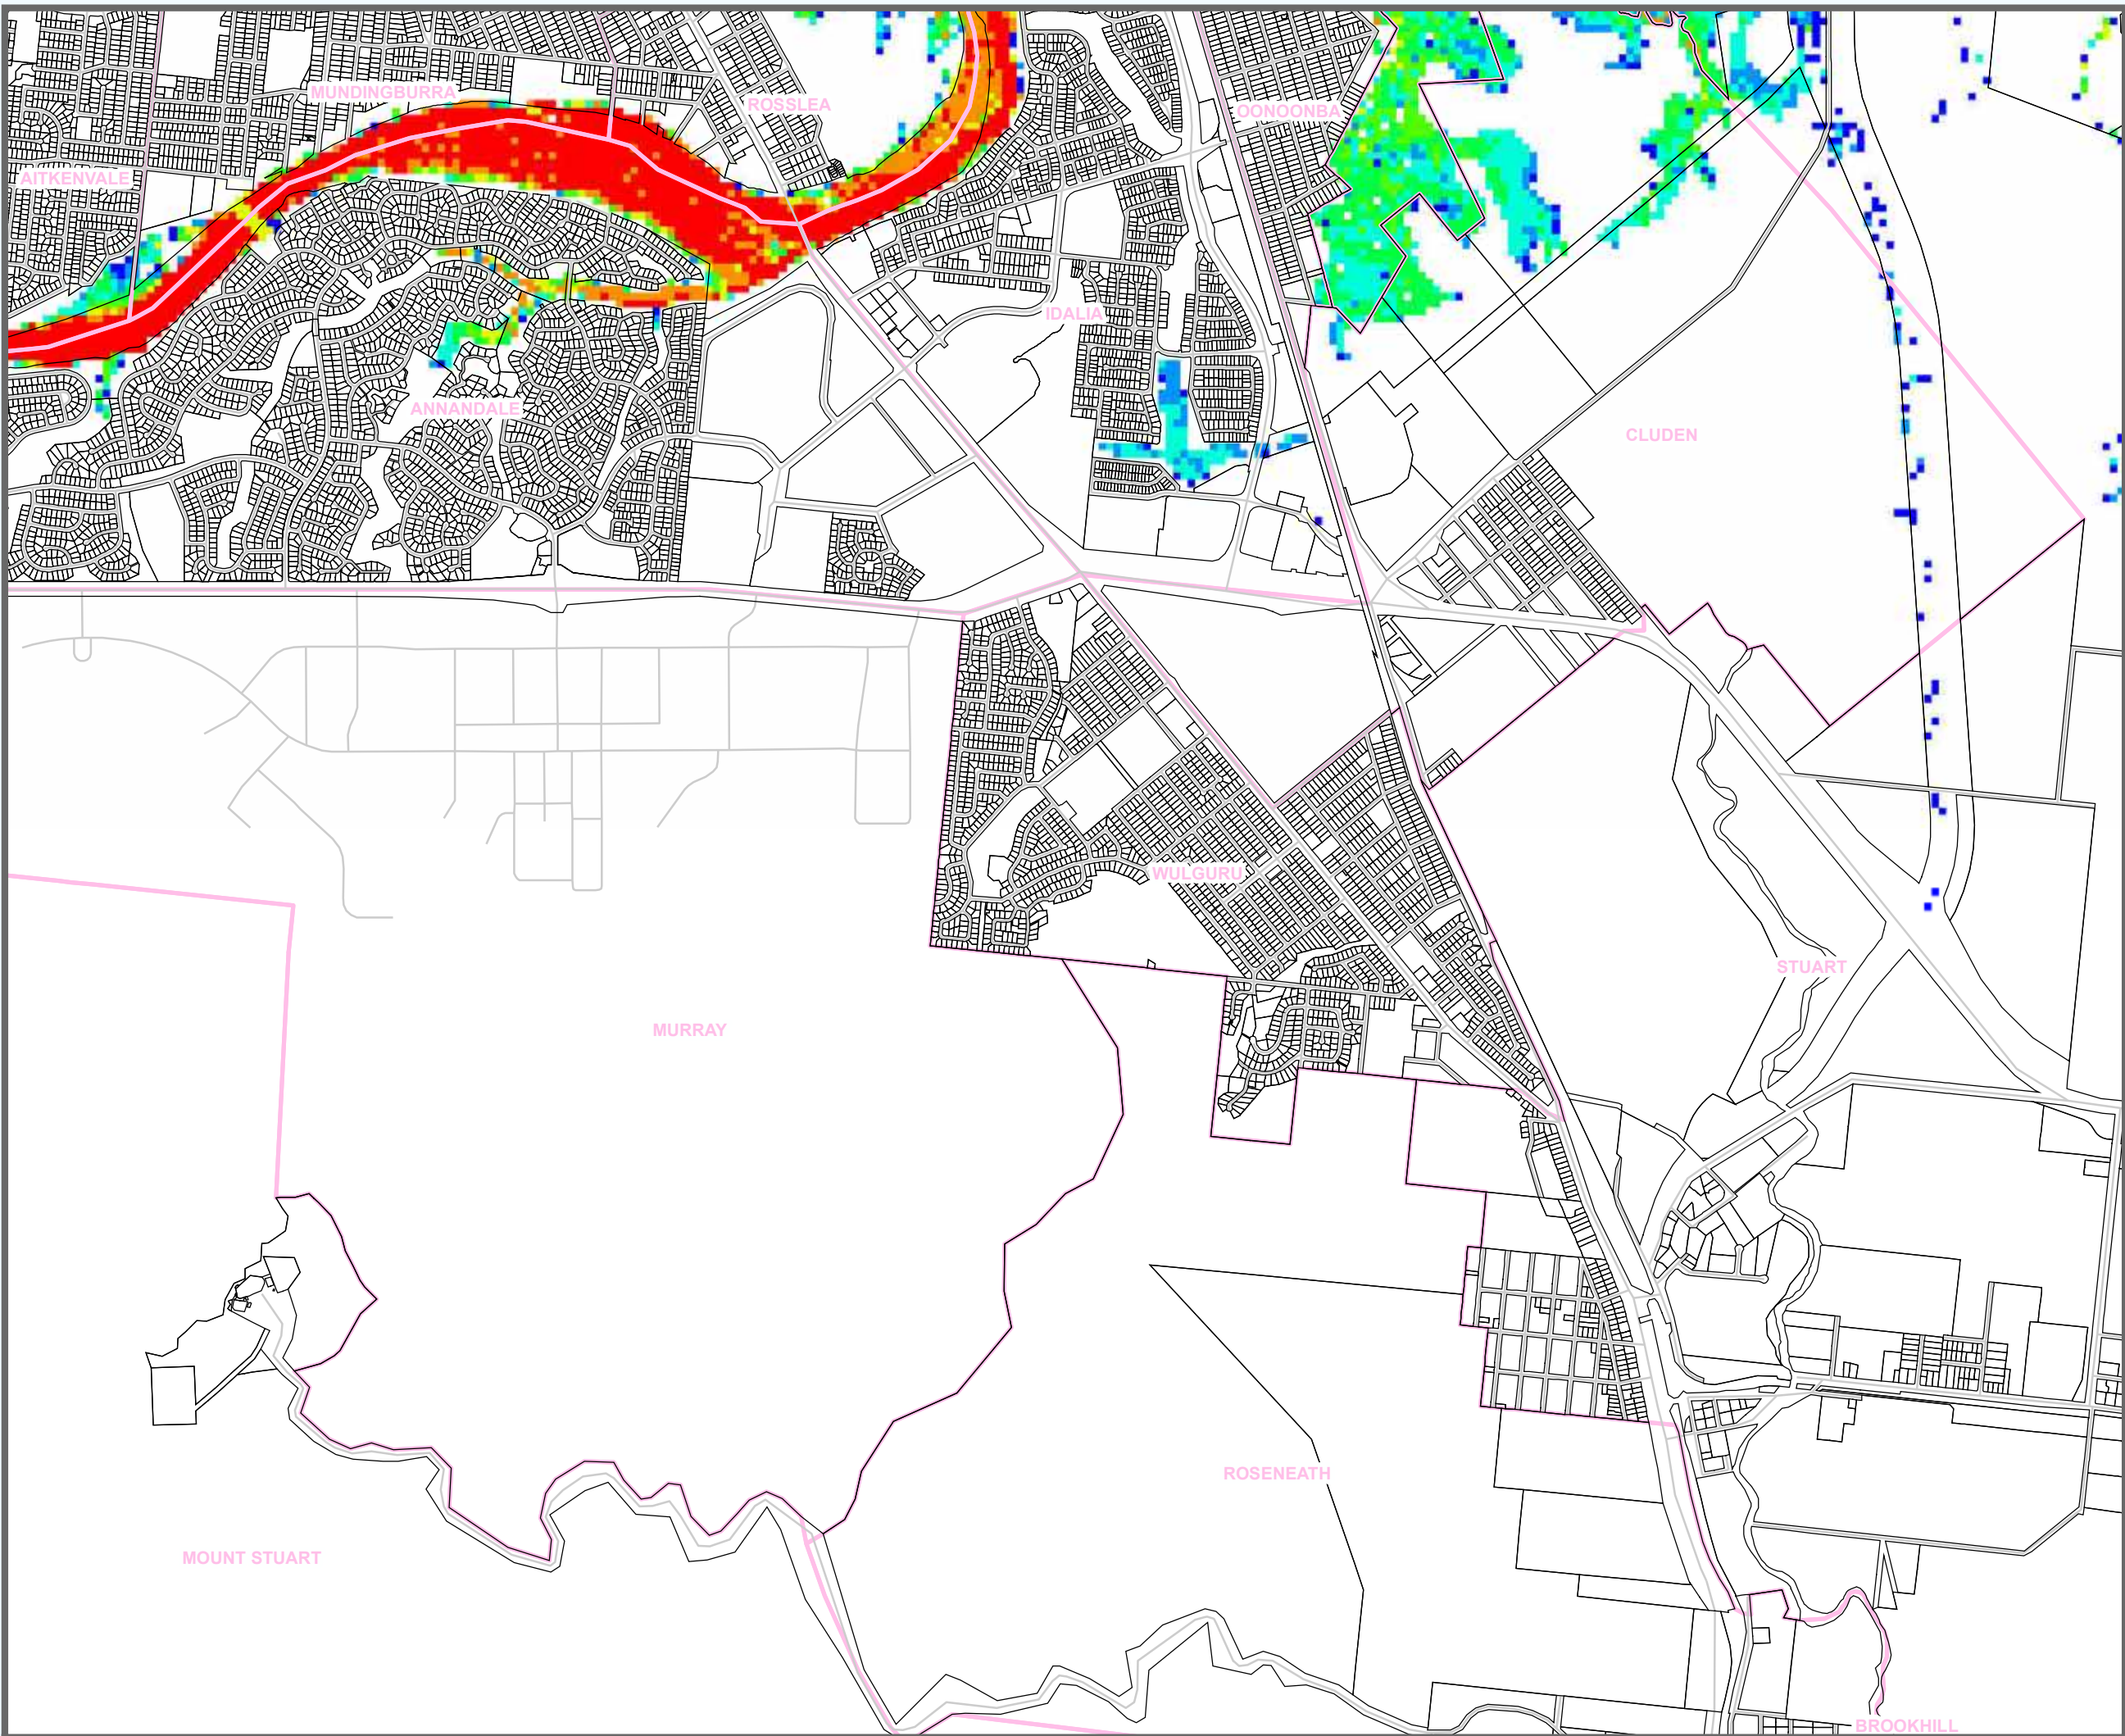 MUNDINGBURRA
ROSSLEA
OONOONBA
AITKENVALE
IDALIA
ANNANDALE
CLUDEN
WULGURU
STUART
MURRAY
ROSENEATH
MOUNT STUART
BROOKHILL